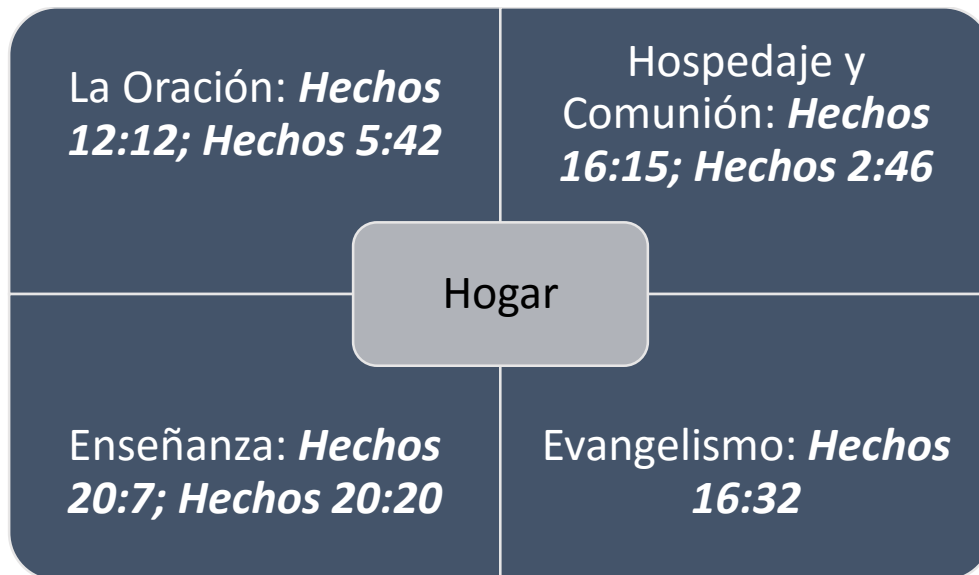 La Oración: Hechos
12:12; Hechos 5:42
Hospedaje y
Comunión: Hechos
16:15; Hechos 2:46
Hogar
Enseñanza: Hechos
20:7; Hechos 20:20
Evangelismo: Hechos
16:32